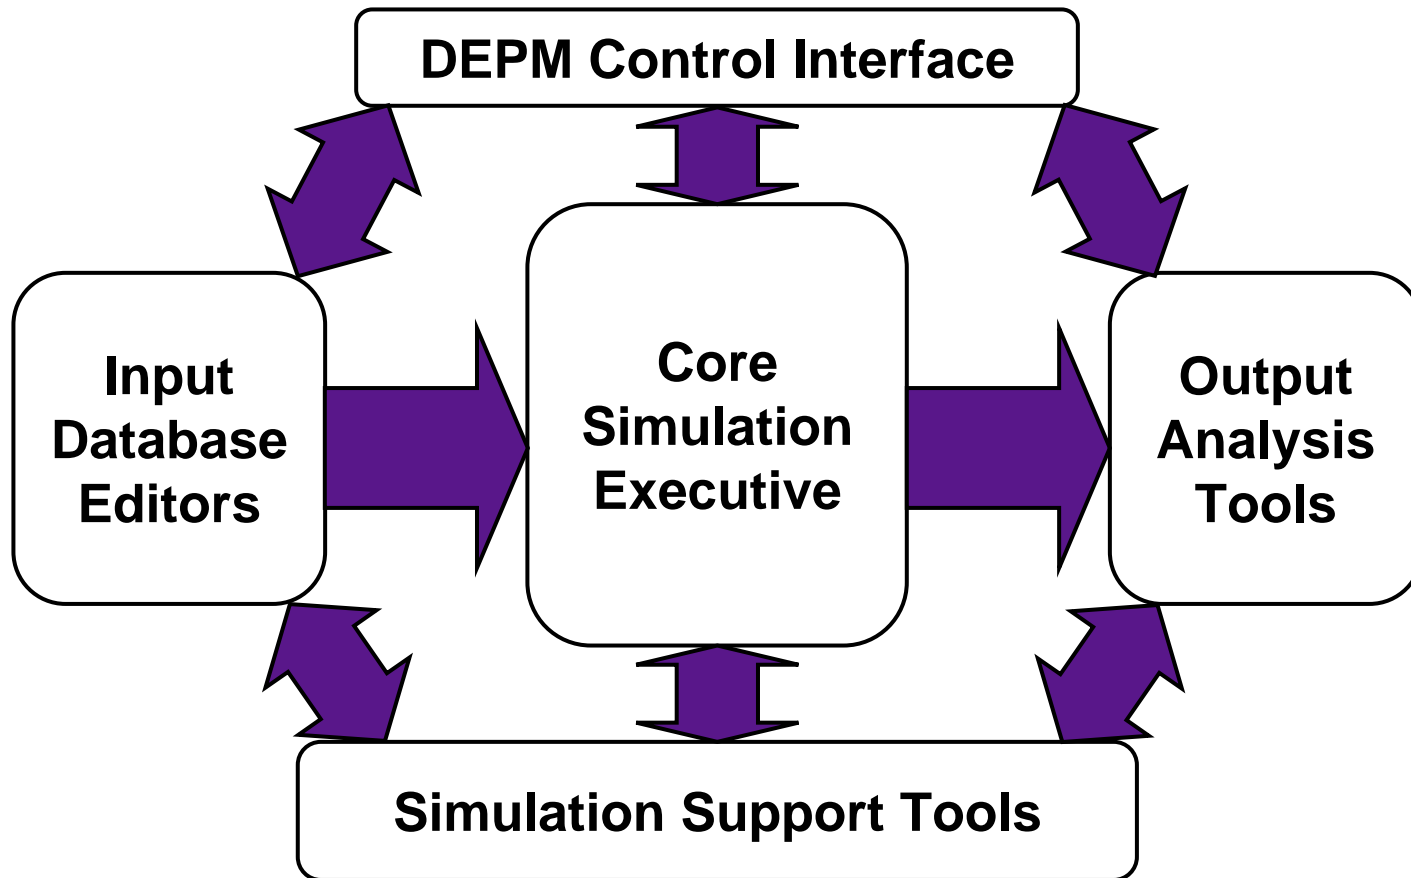 DEPM Control Interface
Input
Database
Editors
Core
Simulation
Executive
Output
Analysis
Tools
Simulation Support Tools